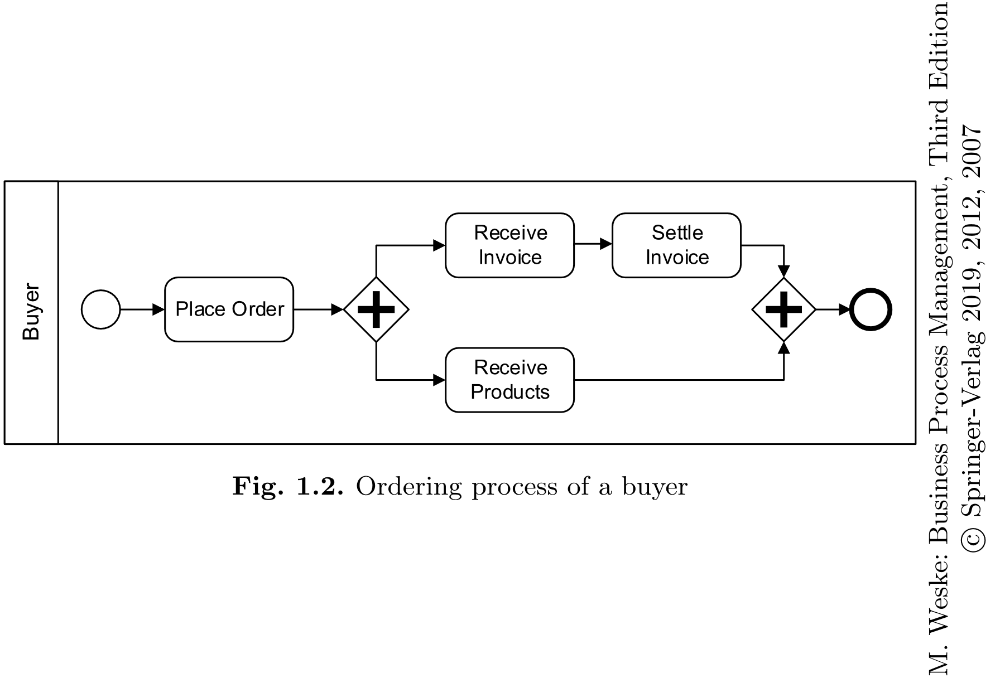 Buyer
Place Order
Receive
Invoice
Settle
Invoice
Receive
Products
Fig. 1.2. Ordering process of a buyer
M. Weske: Business Process Management, Third Edition
© Springer-Verlag 2019, 2012, 2007